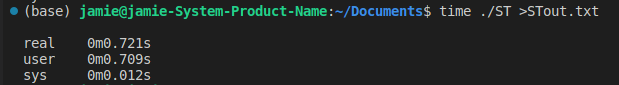 (base) jamie@jamie-System-Product-Name:~/Documents$ time ./ST >STout.txt
real    0m0.721s
user    0m0.709s
sys     0m0.012s